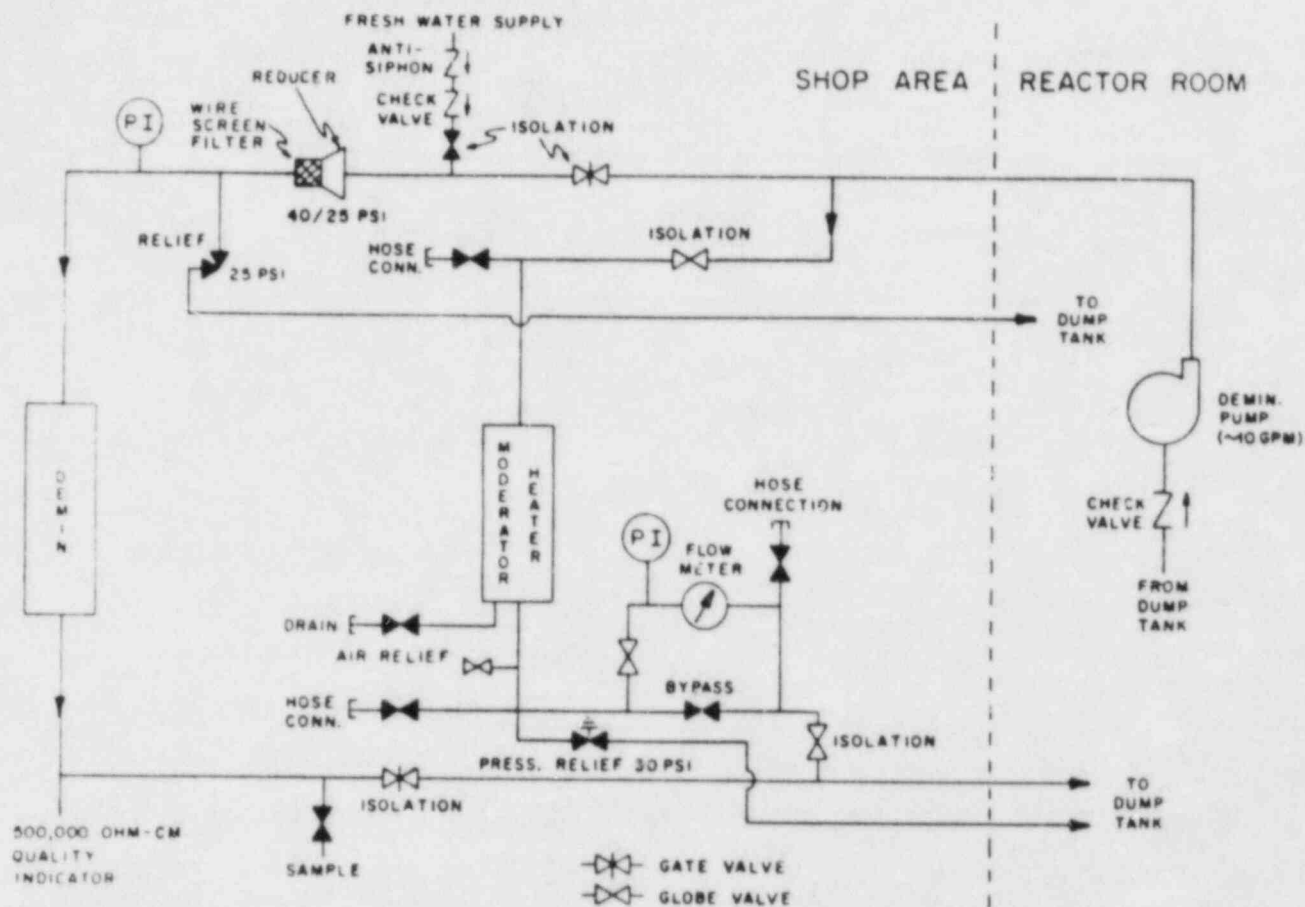 FRESH WATER SUPPLY
ANTI-
SIPHON
CHECK
VALVE
REDUCER
WIRE
SCREEN
FILTER
PI
ISOLATION
SHOP AREA
REACTOR ROOM
40/25 PSI
RELIEF
25 PSI
HOSE
CONN.
ISOLATION
TO
DUMP
TANK
DEMIN.
PUMP
(~10 GPM)
CHECK
VALVE
FROM
DUMP
TANK
DEMIN
MODERATOR
HEATER
HOSE
CONNECTION
PI
FLOW
METER
DRAIN
AIR RELIEF
BYPASS
HOSE
CONN.
ISOLATION
PRESS. RELIEF 30 PSI
ISOLATION
TO
DUMP
TANK
500,000 OHM-CM
QUALITY
INDICATOR
SAMPLE
GATE VALVE
GLOBE VALVE